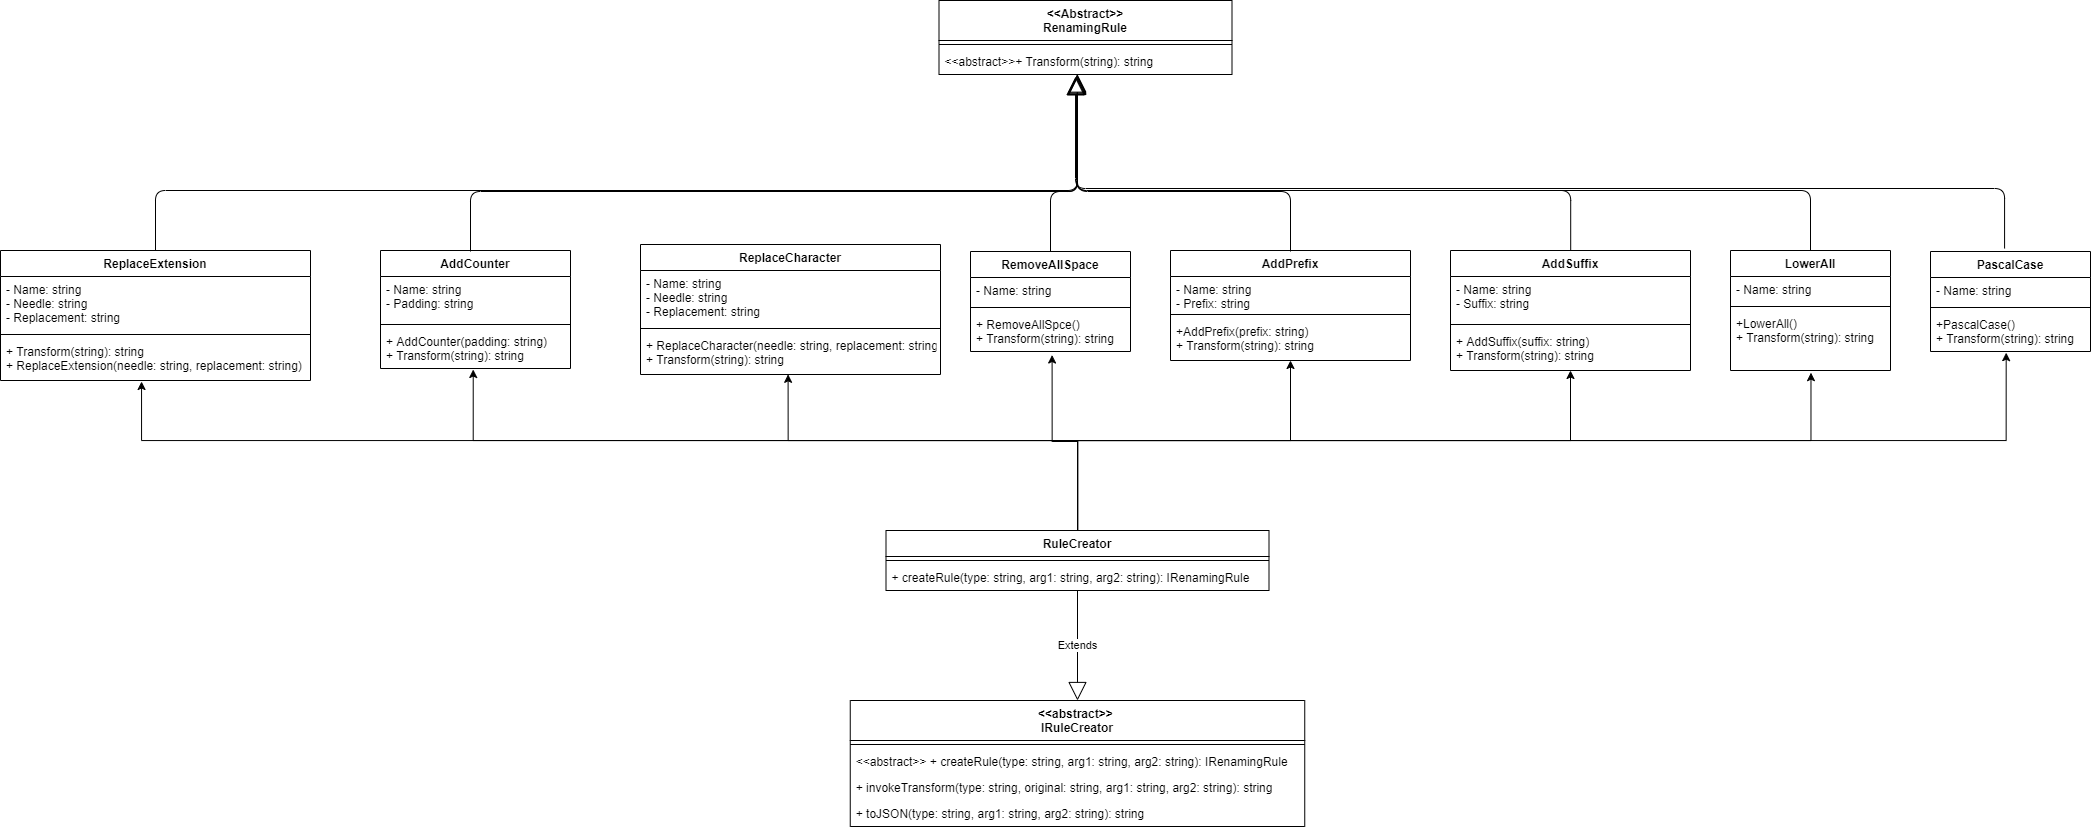 <<Abstract>>
RenamingRule
<<abstract>>+ Transform(string): string
ReplaceExtension
- Name: string
- Needle: string
- Replacement: string
+ Transform(string): string
+ ReplaceExtension(needle: string, replacement: string)
AddCounter
- Name: string
- Padding: string
+ AddCounter(padding: string)
+ Transform(string): string
ReplaceCharacter
- Name: string
- Needle: string
- Replacement: string
+ ReplaceCharacter(needle: string, replacement: string
+ Transform(string): string
RemoveAllSpace
- Name: string
+ RemoveAllSpce()
+ Transform(string): string
AddPrefix
- Name: string
- Prefix: string
+AddPrefix(prefix: string)
+ Transform(string): string
AddSuffix
- Name: string
- Suffix: string
+ AddSuffix(suffix: string)
+ Transform(string): string
LowerAll
- Name: string
+LowerAll()
+ Transform(string): string
PascalCase
- Name: string
+PascalCase()
+ Transform(string): string
RuleCreator
+ createRule(type: string, arg1: string, arg2: string): IRenamingRule
Extends
<<abstract>>
IRuleCreator
<<abstract>> + createRule(type: string, arg1: string, arg2: string): IRenamingRule
+ invokeTransform(type: string, original: string, arg1: string, arg2: string): string
+ toJSON(type: string, arg1: string, arg2: string): string